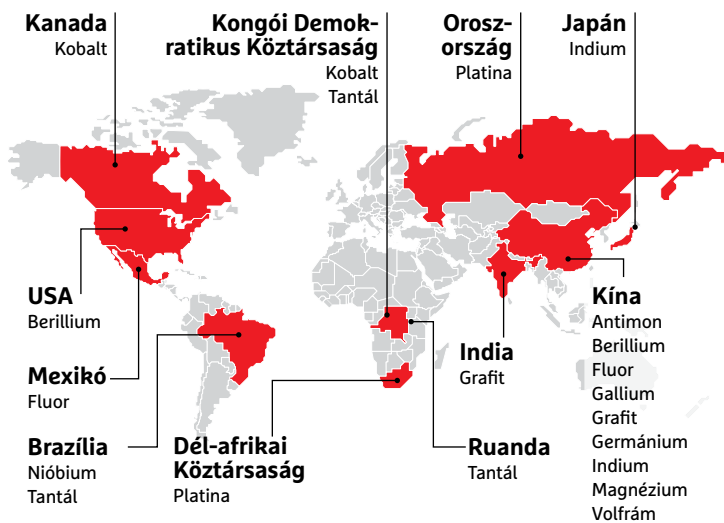 Kanada
Kobalt
Kongói Demok-
ratikus Köztársaság
Kobalt
Tantál
Orosz-
ország
Platina
Japán
Indium
USA
Berillium
Mexikó
Fluor
Brazília
Nióbium
Tantál
Dél-afrikai
Köztársaság
Platina
India
Grafit
Ruanda
Tantál
Kína
Antimon
Berillium
Fluor
Gallium
Grafit
Germánium
Indium
Magnézium
Volfrám